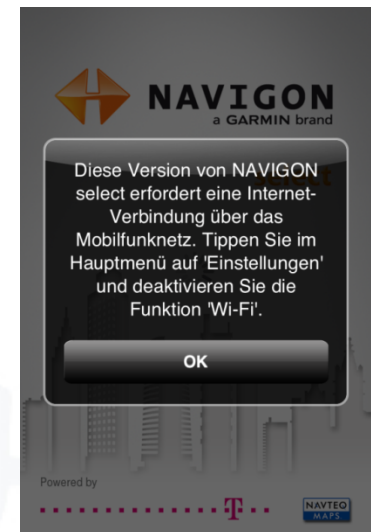 NAVIGON
a GARMIN brand
select
Diese Version von NAVIGON
select erfordert eine Internet-
Verbindung über das
Mobilfunknetz. Tippen Sie im
Hauptmenü auf 'Einstellungen'
und deaktivieren Sie die
Funktion 'Wi-Fi'.
OK
Powered by
T
NAVTEQ
MAPS